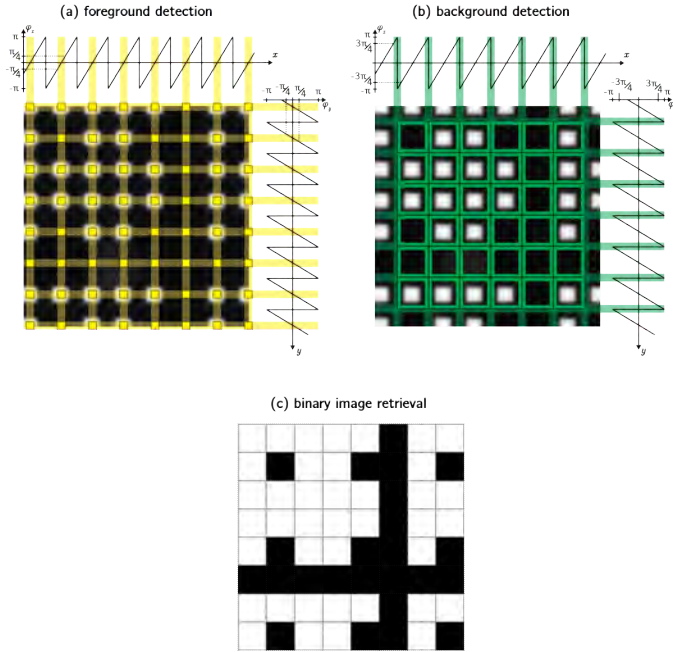 (a) foreground detection
(b) background detection
φx
π
π/4
-π/4
-π
x
φx
π
3π/4
-3π/4
-π
x
-π
-π/4
π/4
π
φy
y
-π
-3π/4
3π/4
π
φ
y
(c) binary image retrieval